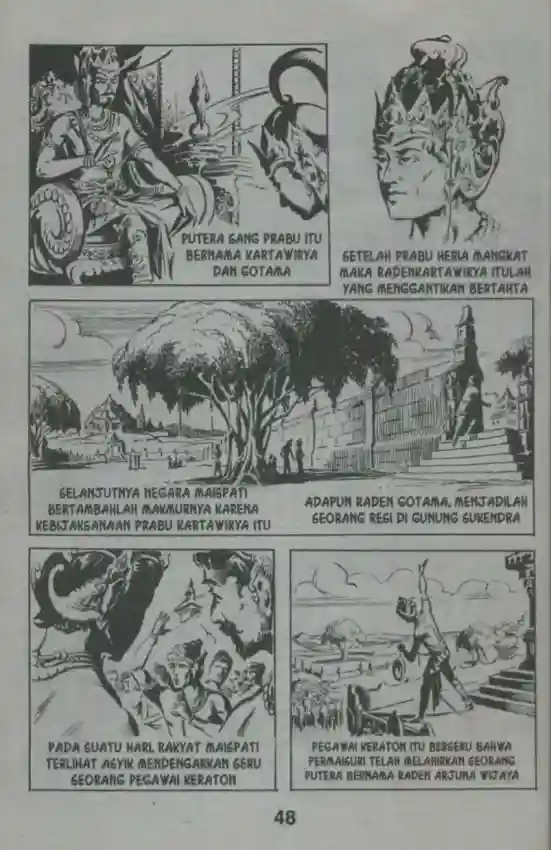 PUTERA SANG PRABU ITU
BERNAMA KARTAWIRYA
DAN GOTAMA
SETELAH PRABU HERIA MANGKAT
MAKA RADENKARTAWIRYA ITULAH
YANG MENGGANTIKAN BERTAHTA
SELANJUTNYA NEGARA MAISPATI
BERTAMBAHLAH MAKMURNYA KARENA
KEBIJAKSANAAN PRABU KARTAWIRYA ITU
ADAPUN RADEN GOTAMA, MENJADILAH
SEORANG RESI DI GUNUNG SUKENDRA
PADA SUATU HARI, RAKYAT MAISPATI
TERLIHAT ASYIK MENDENGARKAN SERU
SEORANG PEGAWAI KERATON
PEGAWAI KERATON ITU BERSERU BAHWA
PERMAISURI TELAH MELAHIRKAN SEORANG
PUTERA BERNAMA RADEN ARJUNA WIJAYA
48